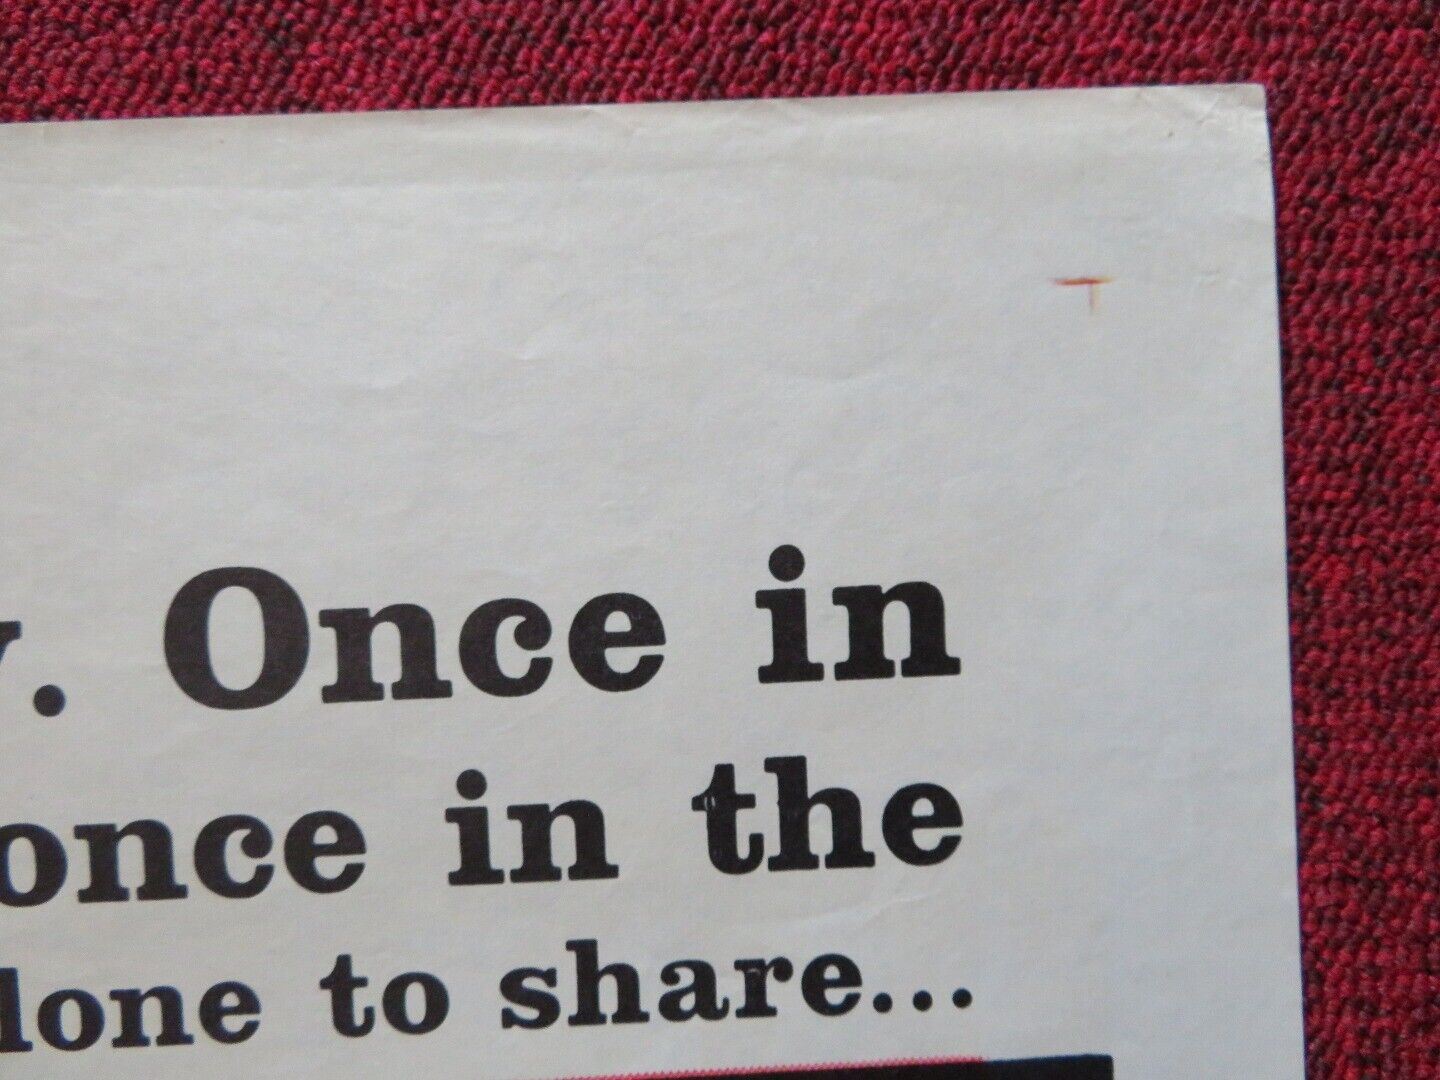 . Once in
once in the
lone to share...